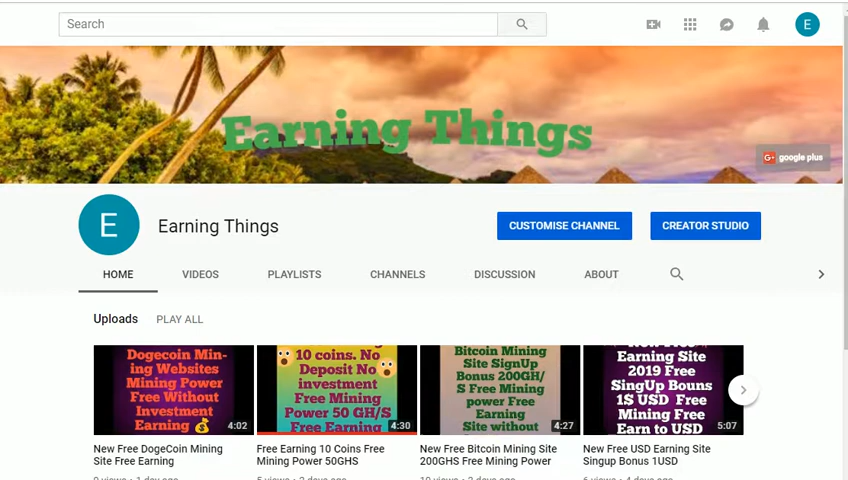 Search
E
Earning Things
G+ google plus
E
Earning Things
CUSTOMISE CHANNEL
CREATOR STUDIO
HOME
VIDEOS
PLAYLISTS
CHANNELS
DISCUSSION
ABOUT
Uploads
PLAY ALL
Dogecoin Min-
ing Websites
Mining Power
Free Without
Investment
Earning
4:02
10 coins. No
Deposit No
investment
Free Mining
Power 50 GH/S
Free Earning
4:30
Bitcoin Mining
Site SignUp
Bonus 200GH/
S Free Mining
power Free
Earning
Site without
4:27
Earning Site
2019 Free
SingUp Bouns
1$ USD Free
Mining Free
Earn to USD
5:07
New Free DogeCoin Mining
Site Free Earning
Free Earning 10 Coins Free
Mining Power 50GHS
New Free Bitcoin Mining Site
200GHS Free Mining Power
New Free USD Earning Site
Singup Bonus 1USD